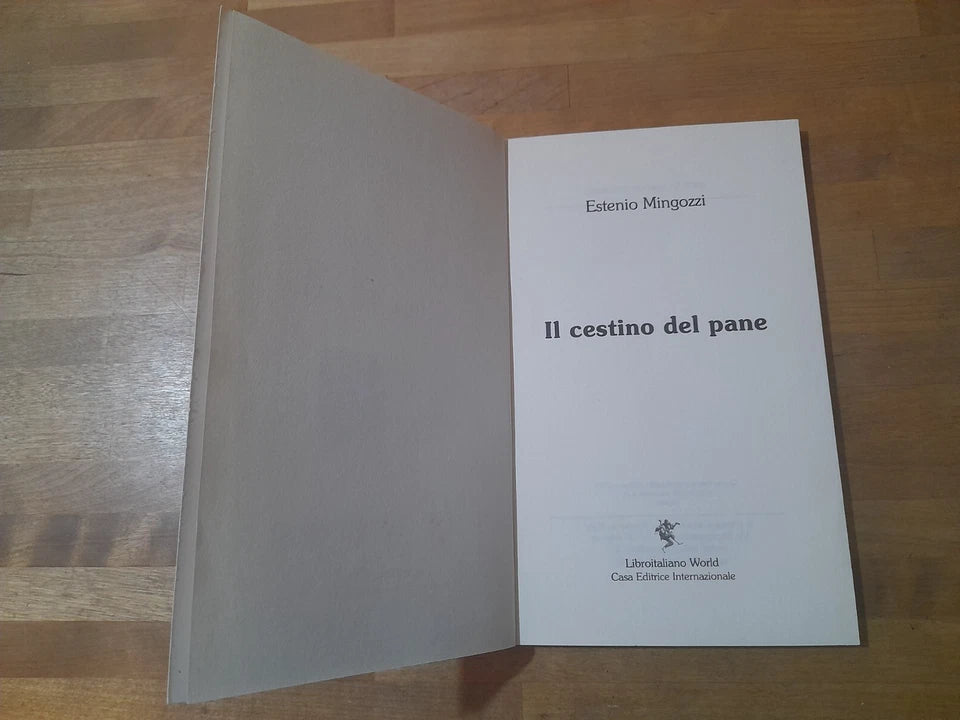 Estenio Mingozzi
Il cestino del pane
Libroitaliano World
Casa Editrice Internazionale